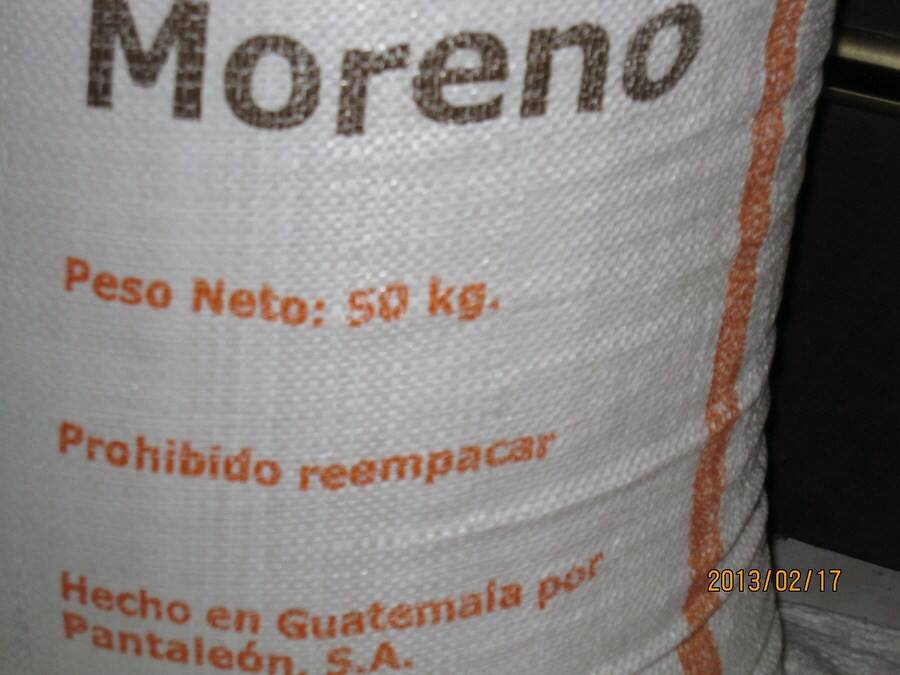 Moreno
Peso Neto: 50 kg.
Prohibido reempacar
Hecho en Guatemala por
Pantaleón, S.A.
2013/02/17